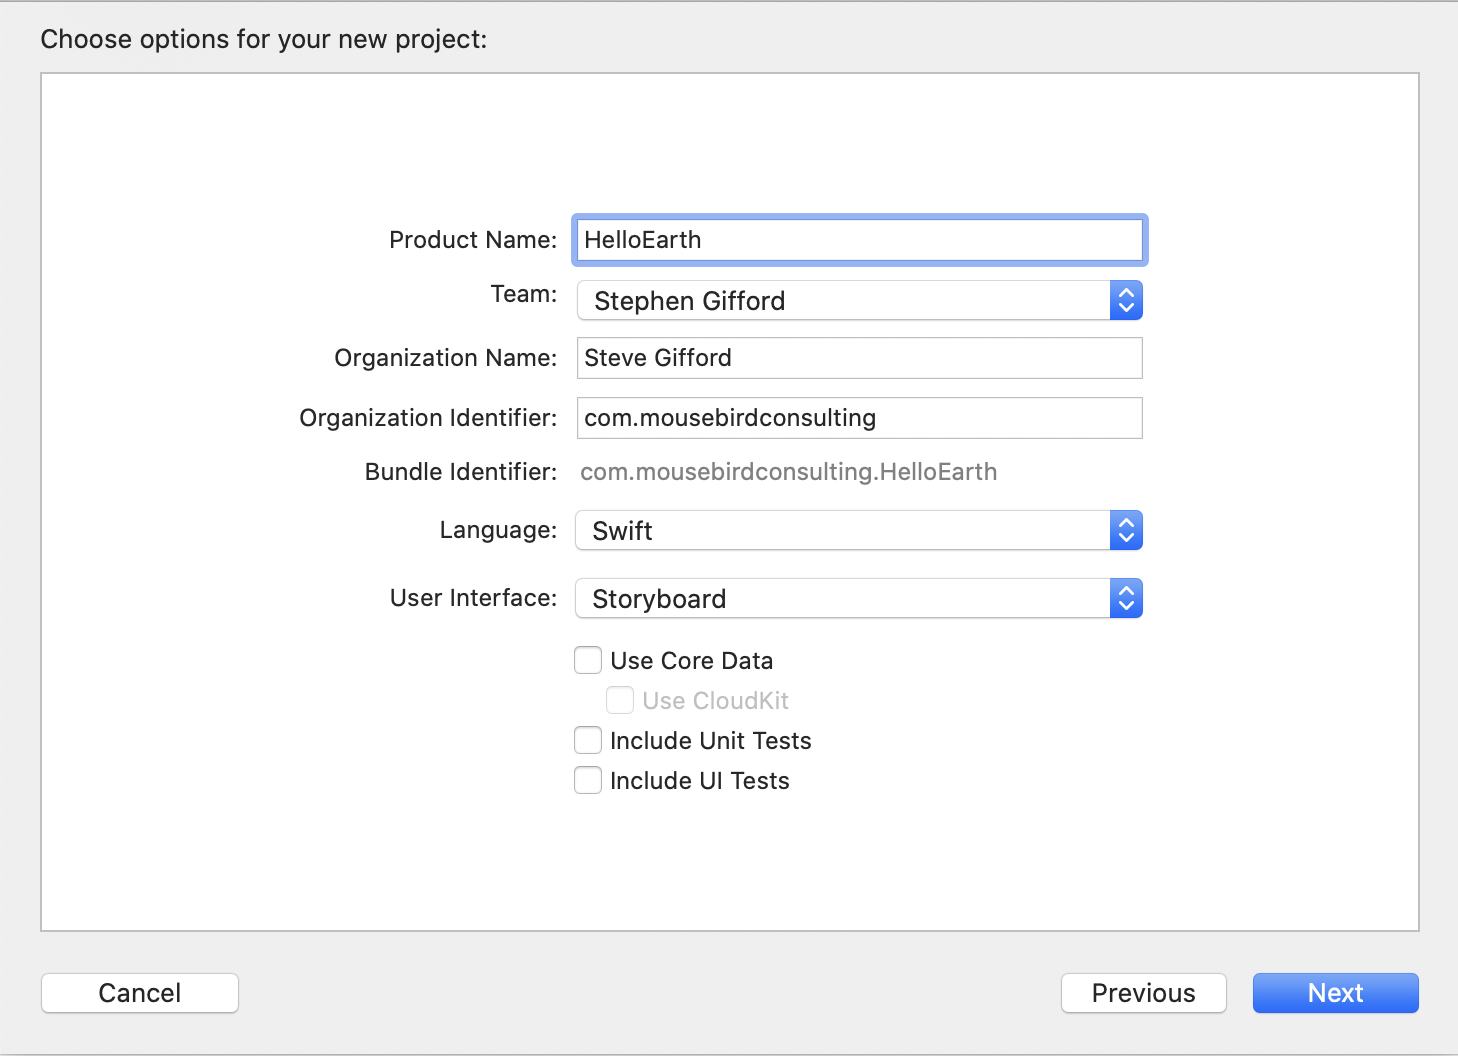 Choose options for your new project:
Product Name: HelloEarth
Team: Stephen Gifford
Organization Name: Steve Gifford
Organization Identifier: com.mousebirdconsulting
Bundle Identifier: com.mousebirdconsulting.HelloEarth
Language: Swift
User Interface: Storyboard
Use Core Data
Use CloudKit
Include Unit Tests
Include UI Tests
Cancel Previous Next